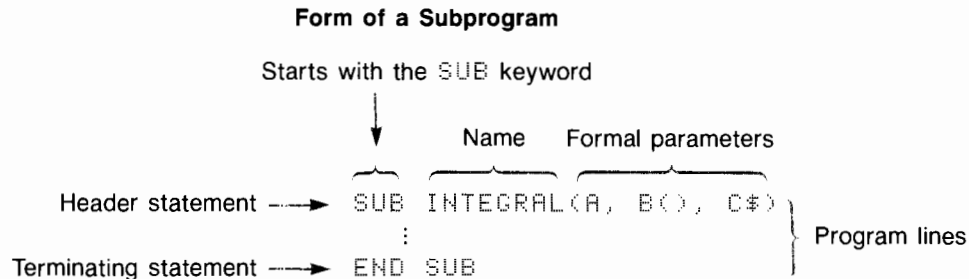 Form of a Subprogram
Starts with the SUB keyword
Name Formal parameters
Header statement SUB INTEGRAL(A, B(), C$)
⋮
Program lines
Terminating statement END SUB